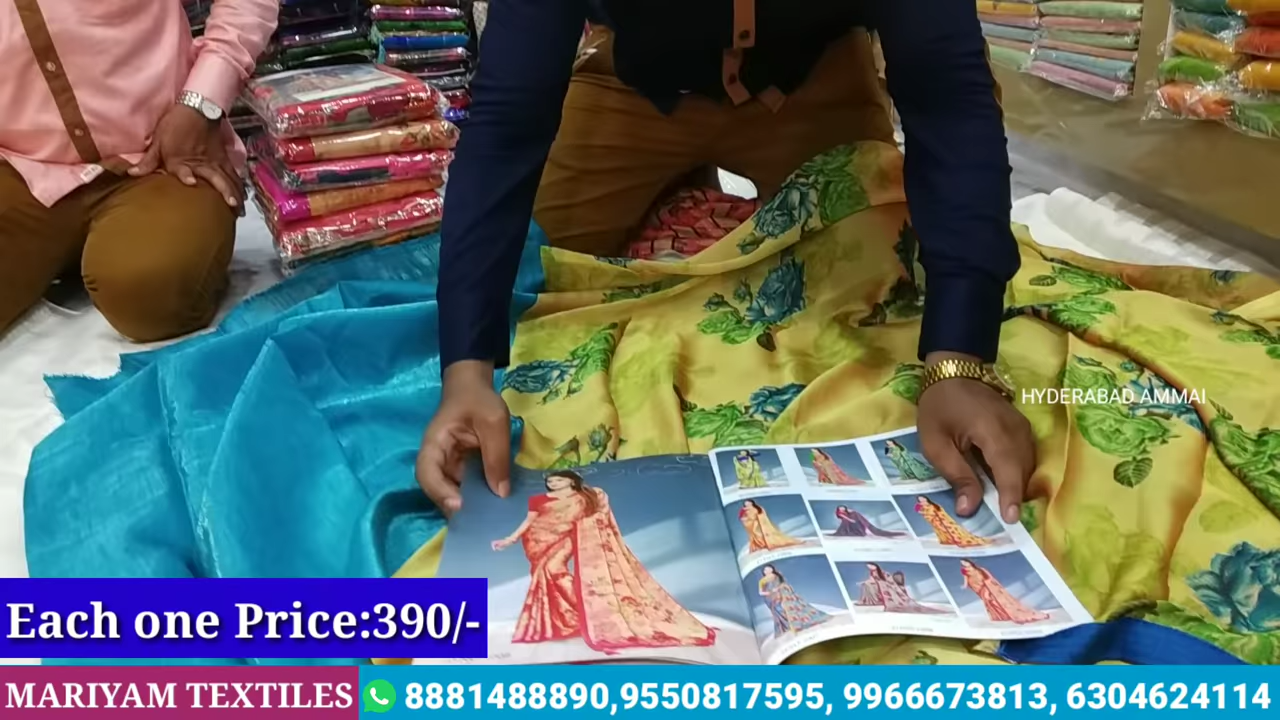 HYDERABAD AMMAI
Each one Price:390/-
MARIYAM TEXTILES
8881488890,9550817595, 9966673813, 6304624114